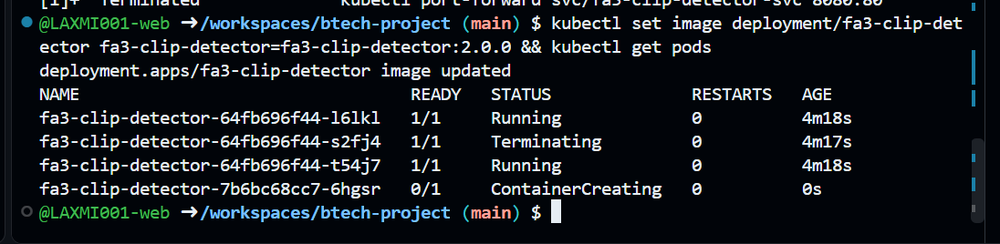 [1]+  Terminated              kubectl port-forward svc/fa3-clip-detector-svc 8080:80
@LAXMI001-web ➜/workspaces/btech-project (main) $ kubectl set image deployment/fa3-clip-det
ector fa3-clip-detector=fa3-clip-detector:2.0.0 && kubectl get pods
deployment.apps/fa3-clip-detector image updated
NAME                                 READY   STATUS              RESTARTS   AGE
fa3-clip-detector-64fb696f44-l6lkl   1/1     Running             0          4m18s
fa3-clip-detector-64fb696f44-s2fj4   1/1     Terminating         0          4m17s
fa3-clip-detector-64fb696f44-t54j7   1/1     Running             0          4m18s
fa3-clip-detector-7b6bc68cc7-6hgsr   0/1     ContainerCreating   0          0s
@LAXMI001-web ➜/workspaces/btech-project (main) $